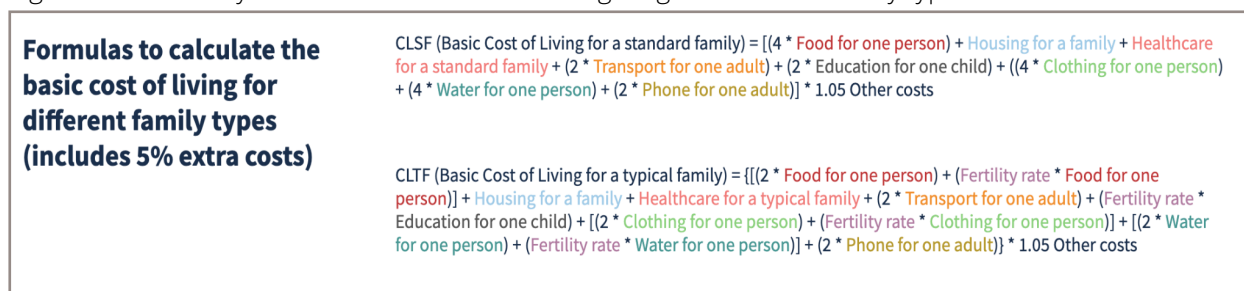 Formulas to calculate the
basic cost of living for
different family types
(includes 5% extra costs)
CLSF (Basic Cost of Living for a standard family) = [(4 * Food for one person) + Housing for a family + Healthcare
for a standard family + (2 * Transport for one adult) + (2 * Education for one child) + ((4 * Clothing for one person)
+ (4 * Water for one person) + (2 * Phone for one adult)] * 1.05 Other costs
CLTF (Basic Cost of Living for a typical family) = {[(2 * Food for one person) + (Fertility rate * Food for one
person)] + Housing for a family + Healthcare for a typical family + (2 * Transport for one adult) + (Fertility rate *
Education for one child) + [(2 * Clothing for one person) + (Fertility rate * Clothing for one person)] + [(2 * Water
for one person) + (Fertility rate * Water for one person)] + (2 * Phone for one adult)} * 1.05 Other costs